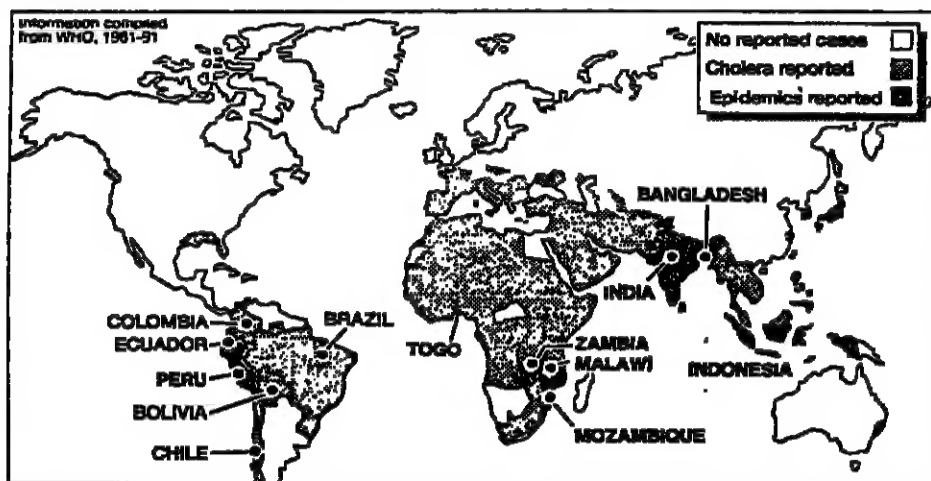 Information compiled
from WHO, 1961-91
No reported cases
Cholera reported
Epidemics reported
BANGLADESH
INDIA
COLOMBIA
BRAZIL
ECUADOR
TOGO
ZAMBIA
PERU
MALAWI
INDONESIA
BOLIVIA
MOZAMBIQUE
CHILE